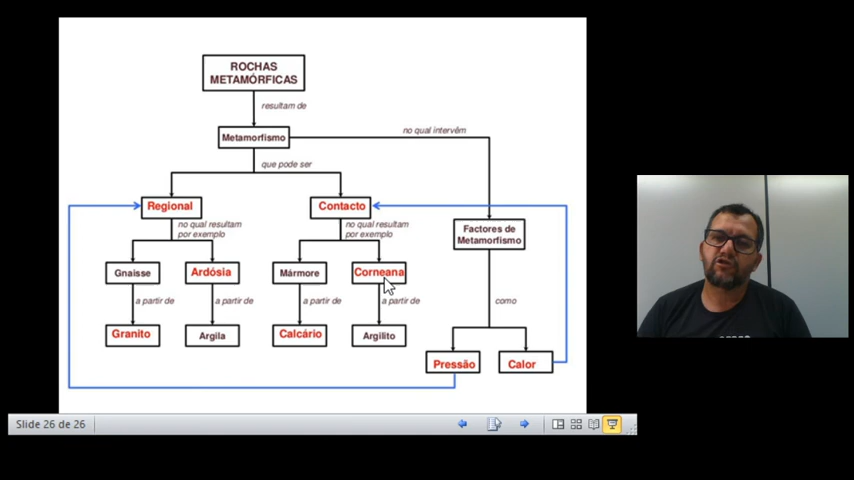 ROCHAS
METAMÓRFICAS
resultam de
Metamorfismo
no qual intervêm
que pode ser
Regional
Contacto
no qual resultam
por exemplo
no qual resultam
por exemplo
Factores de
Metamorfismo
Gnaisse
Ardósia
Mármore
Corneana
a partir de
a partir de
a partir de
a partir de
como
Granito
Argila
Calcário
Argilito
Pressão
Calor
Slide 26 de 26